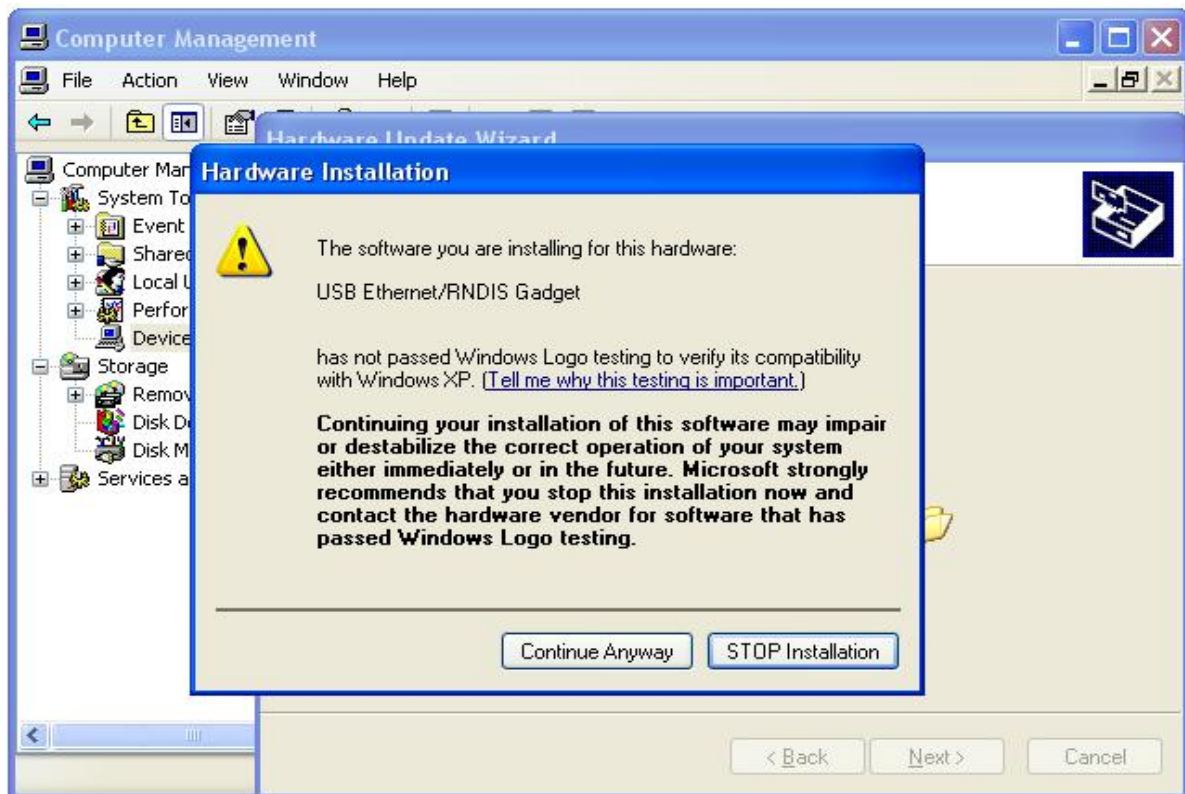 Computer Management
File Action View Window Help
Hardware Update Wizard
Hardware Installation
Computer Mar
System To
Event
Shared
Local U
Perfor
Device
Storage
Remov
Disk De
Disk M
Services a
The software you are installing for this hardware:
USB Ethernet/RNDIS Gadget
has not passed Windows Logo testing to verify its compatibility
with Windows XP. (Tell me why this testing is important.)
Continuing your installation of this software may impair
or destabilize the correct operation of your system
either immediately or in the future. Microsoft strongly
recommends that you stop this installation now and
contact the hardware vendor for software that has
passed Windows Logo testing.
Continue Anyway STOP Installation
< Back Next > Cancel